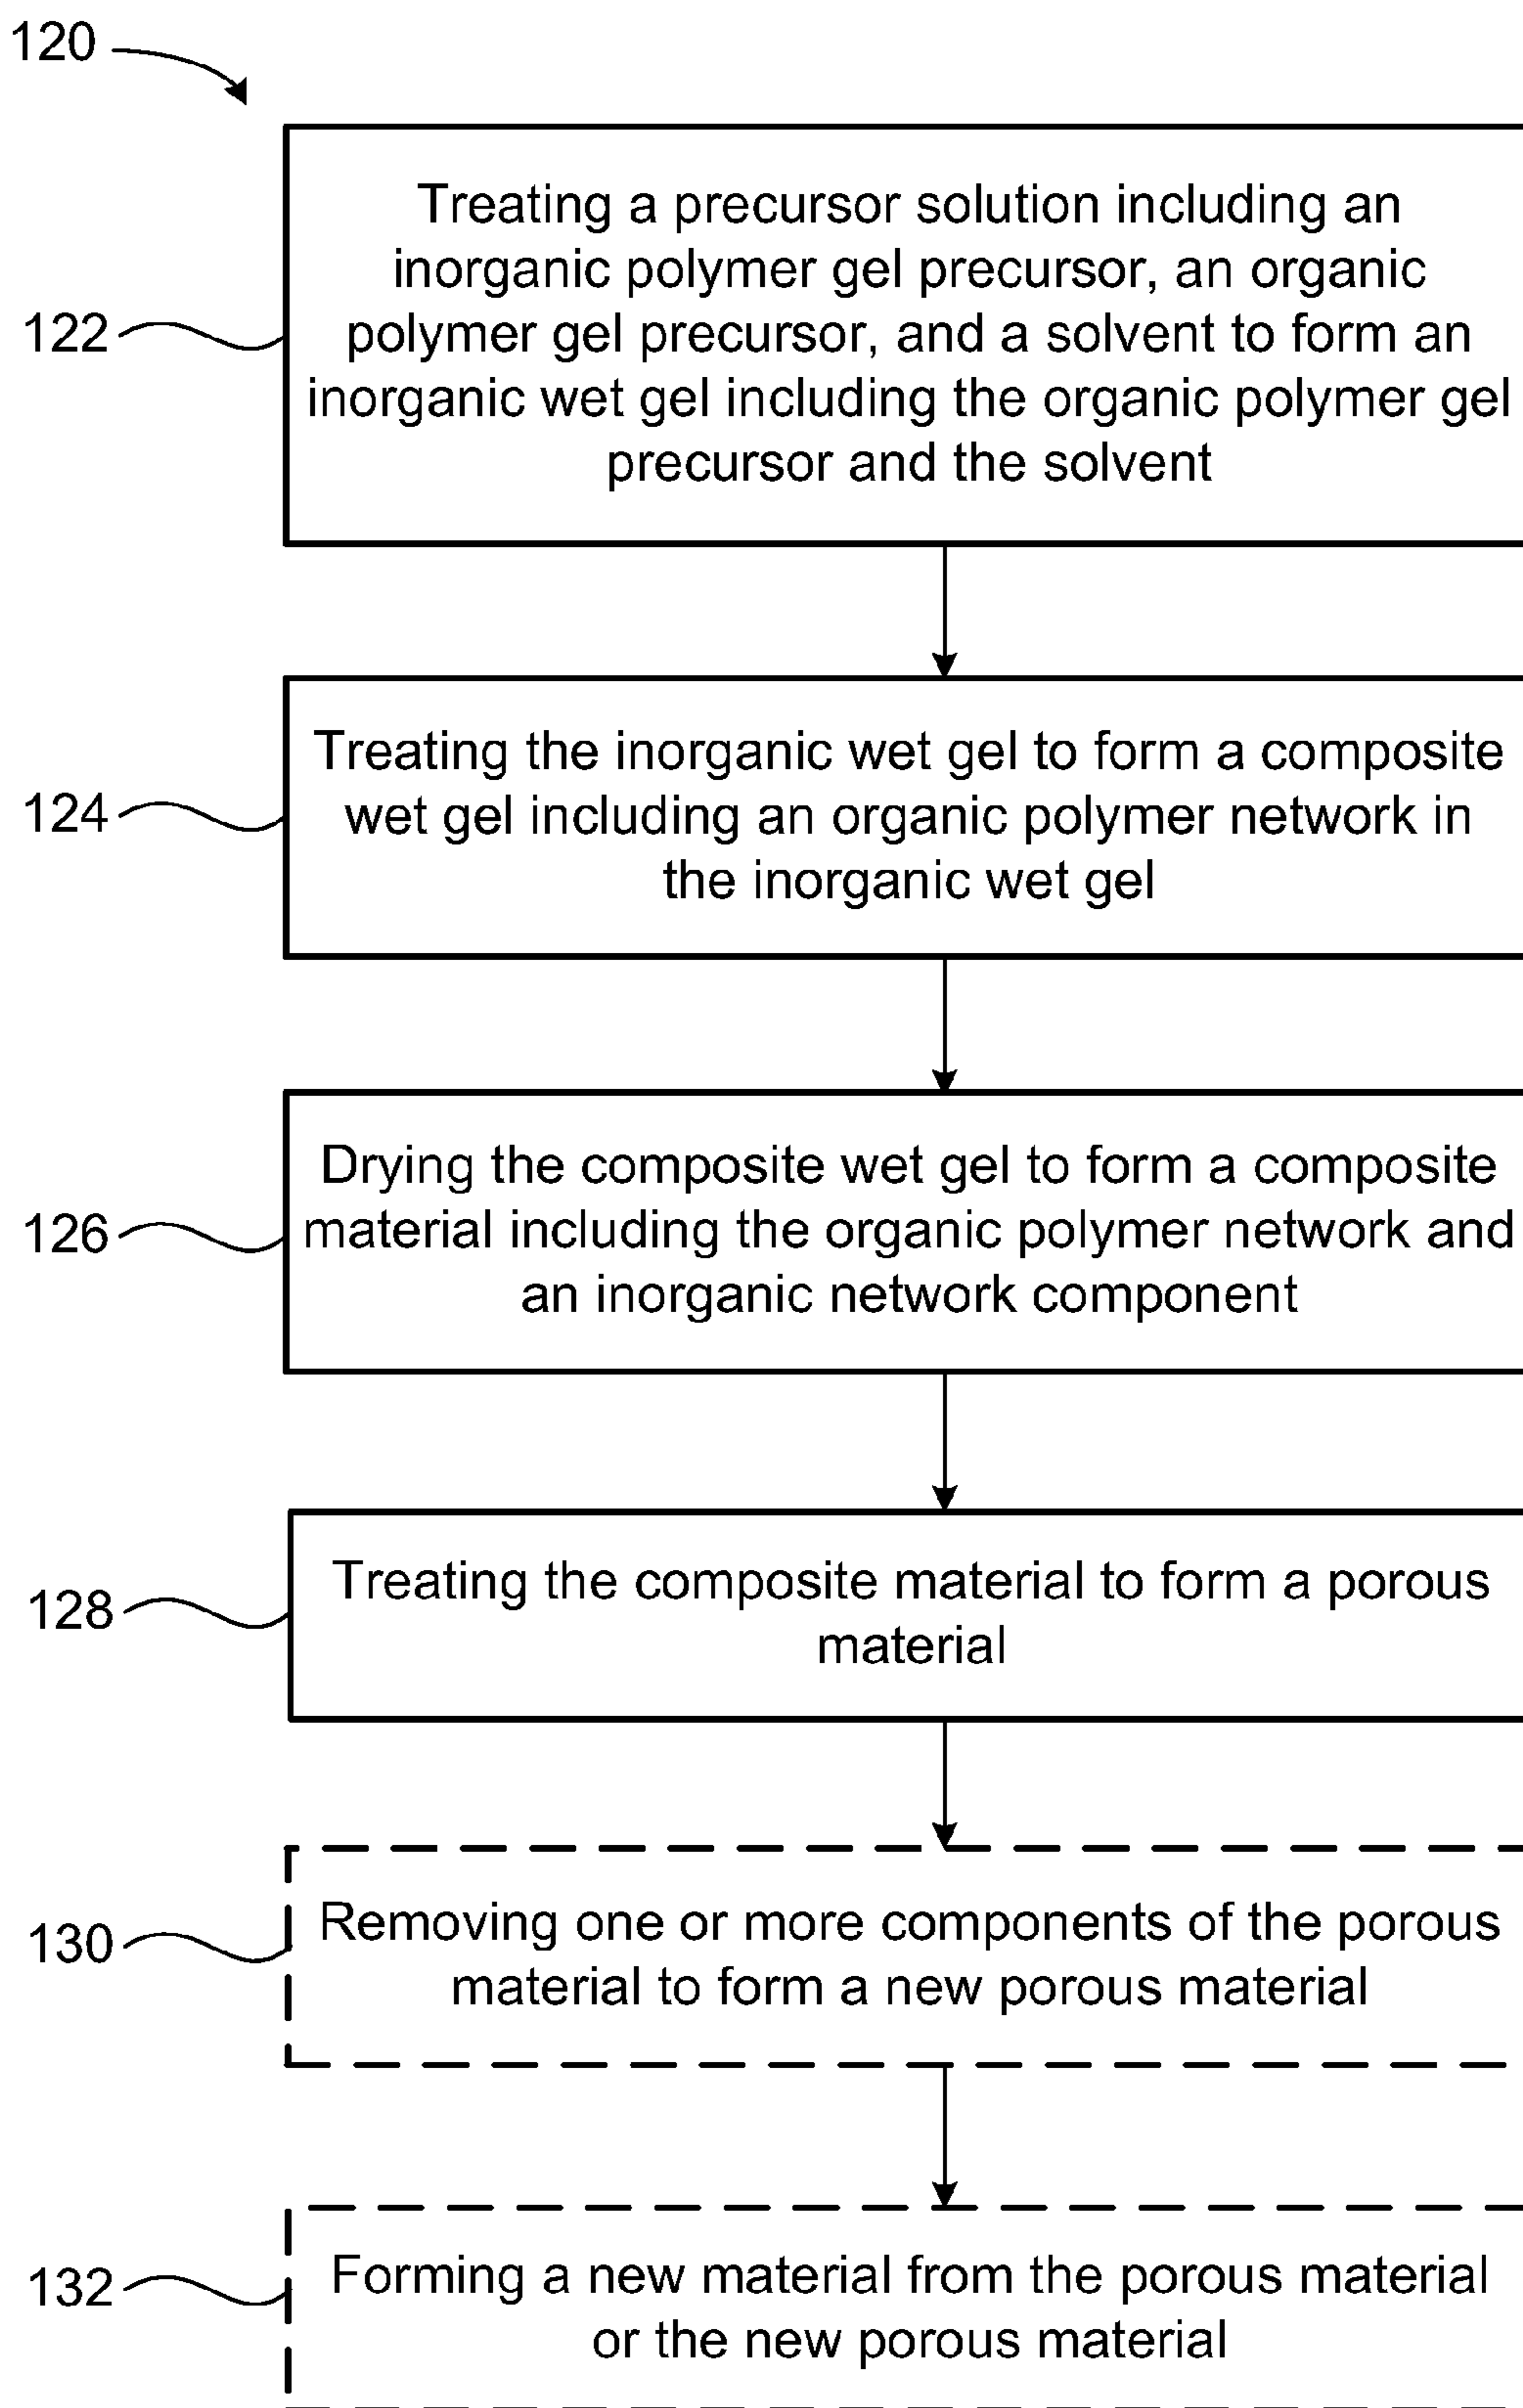 120
Treating a precursor solution including an
inorganic polymer gel precursor, an organic
122
polymer gel precursor, and a solvent to form an
inorganic wet gel including the organic polymer gel
precursor and the solvent
Treating the inorganic wet gel to form a composite
124
wet gel including an organic polymer network in
the inorganic wet gel
Drying the composite wet gel to form a composite
126
material including the organic polymer network and
an inorganic network component
128
Treating the composite material to form a porous
material
130
Removing one or more components of the porous
material to form a new porous material
132
Forming a new material from the porous material
or the new porous material